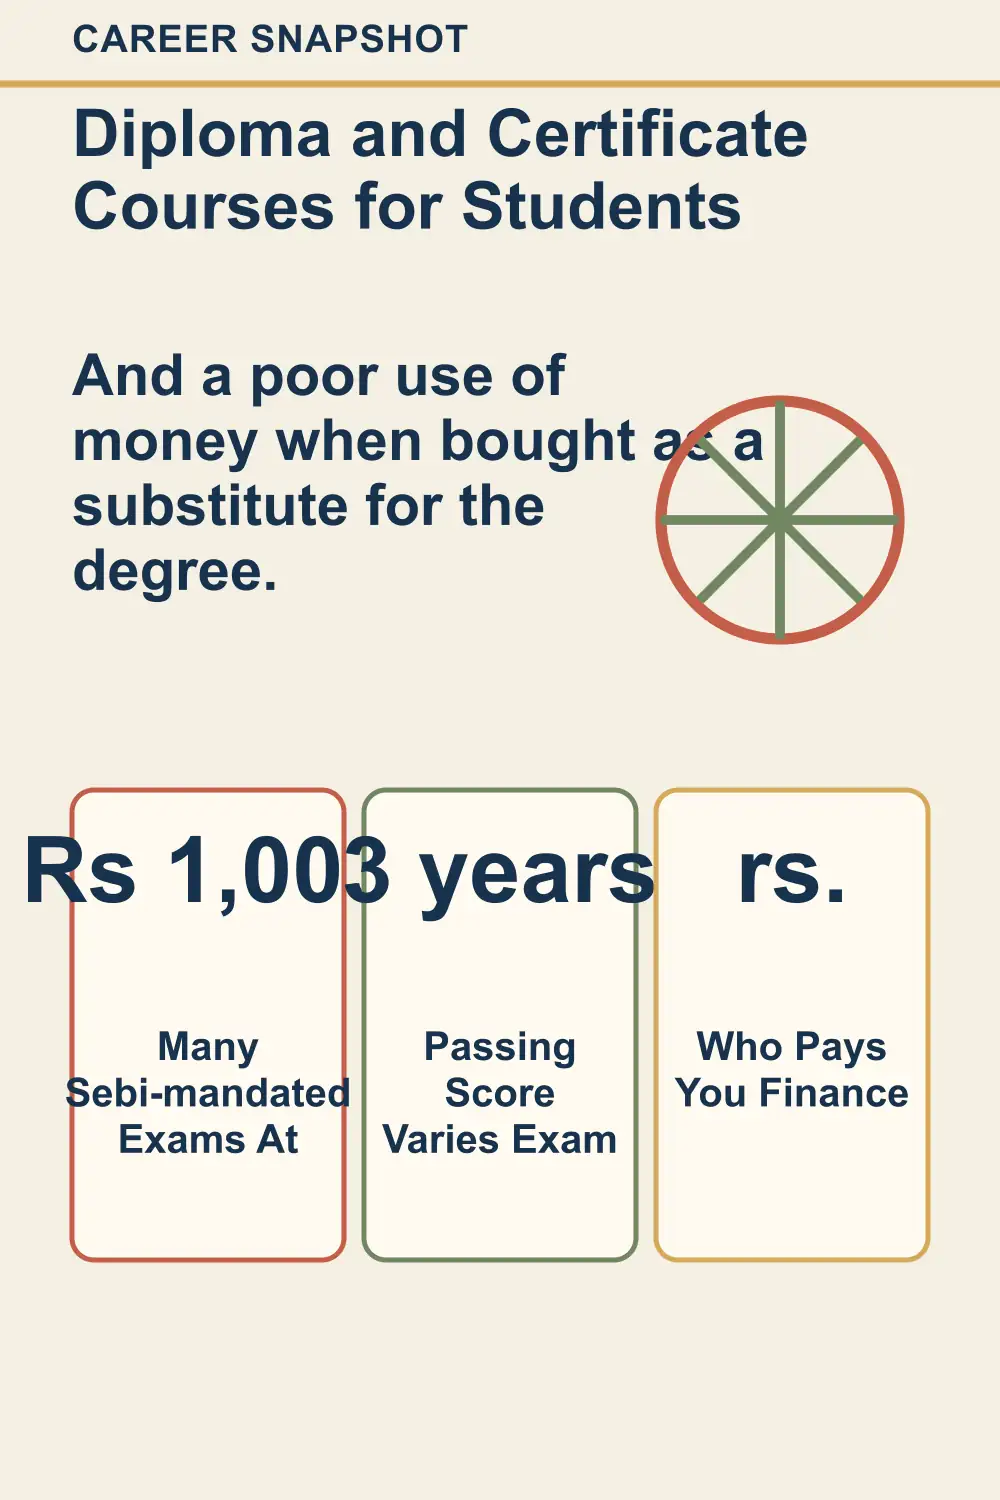 CAREER SNAPSHOT
Diploma and Certificate
Courses for Students
And a poor use of
money when bought as a
substitute for the
degree.
Rs 1,003 years
rs.
Many
Sebi-mandated
Exams At
Passing
Score
Varies Exam
Who Pays
You Finance